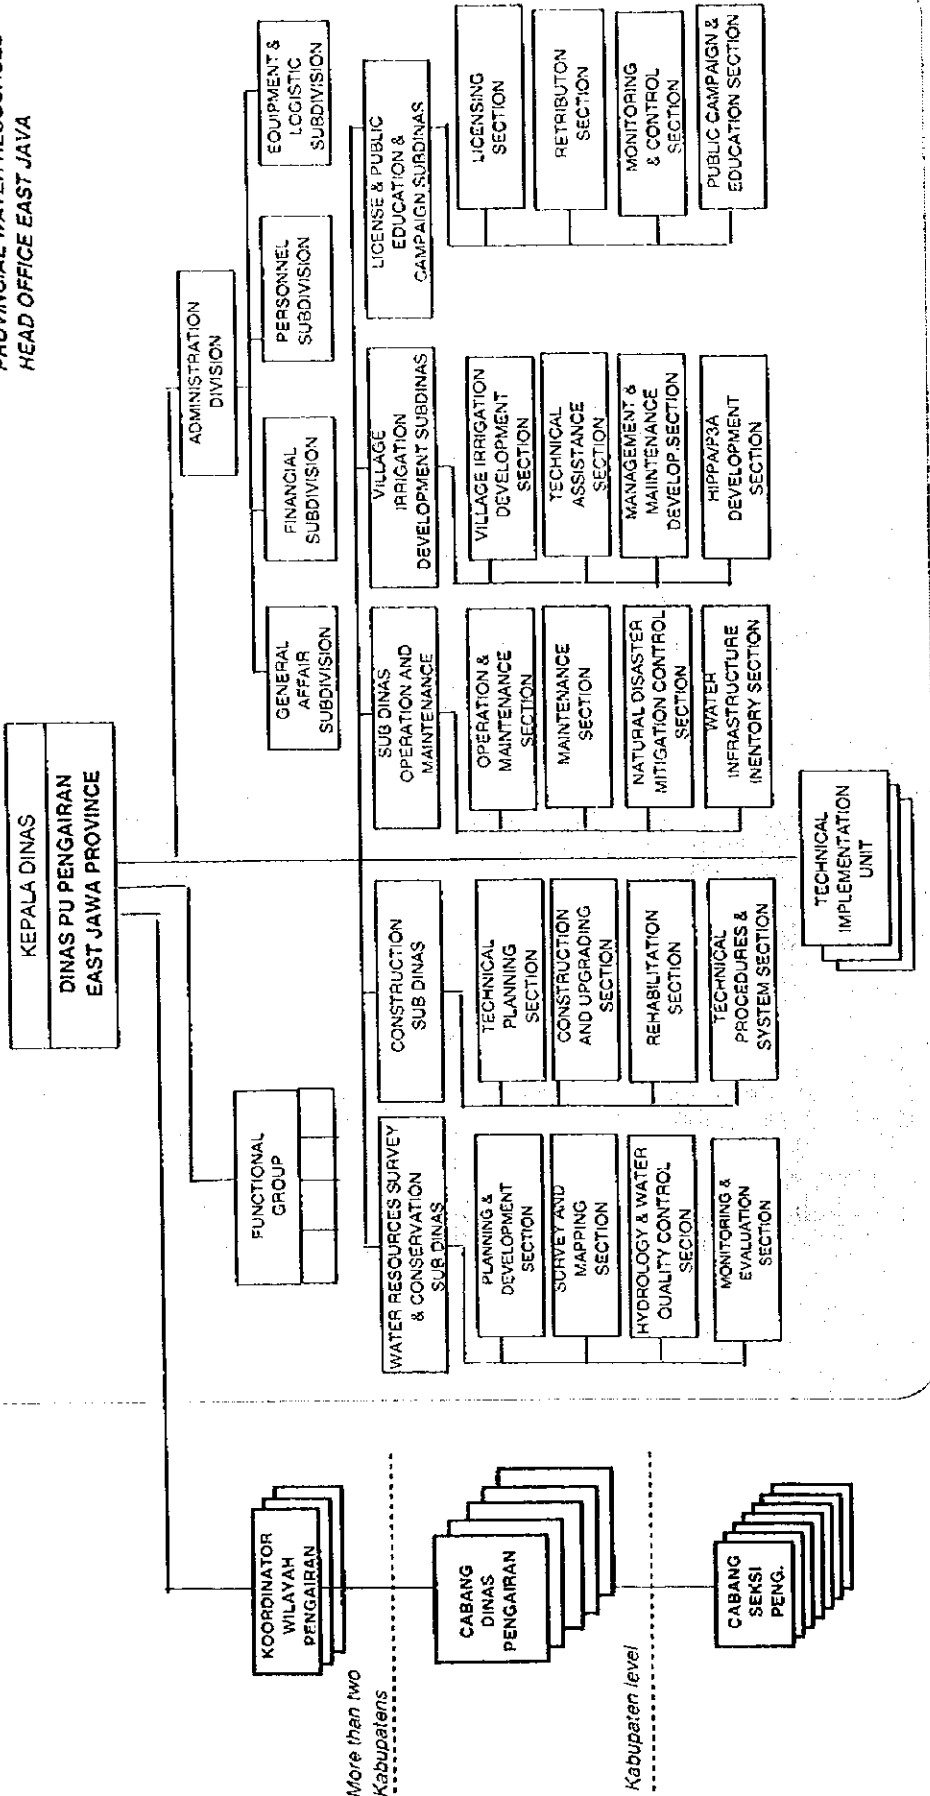 PROVINCIAL WATER RESOURCES
HEAD OFFICE EAST JAVA
KEPALA DINAS
DINAS PU PENGAIRAN
EAST JAWA PROVINCE
ADMINISTRATION
DIVISION
FUNCTIONAL
GROUP
GENERAL
AFFAIR
SUBDIVISION
FINANCIAL
SUBDIVISION
PERSONNEL
SUBDIVISION
EQUIPMENT &
LOGISTIC
SUBDIVISION
KOORDINATOR
WILAYAH
PENGAIRAN
More than two
Kabupatens
CABANG
DINAS
PENGAIRAN
Kabupaten level
CABANG
SEKSI
PENG.
WATER RESOURCES SURVEY
& CONSERVATION
SUB DINAS
PLANNING &
DEVELOPMENT
SECTION
SURVEY AND
MAPPING
SECTION
HYDROLOGY & WATER
QUALITY CONTROL
SECION
MONITORING &
EVALUATION
SECTION
CONSTRUCTION
SUB DINAS
TECHNICAL
PLANNING
SECTION
CONSTRUCTION
AND UPGRADING
SECTION
REHABILITATION
SECTION
TECHNICAL
PROCEDURES &
SYSTEM SECTION
SUB DINAS
OPERATION AND
MAINTENANCE
OPERATION &
MAINTENANCE
SECTION
MAINTENANCE
SECTION
NATURAL DISASTER
MITIGATION CONTROL
SECTION
WATER
INFRASTRUCTURE
INENTORY SECTION
VILLAGE
IRRIGATION
DEVELOPMENT SUBDINAS
VILLAGE IRRIGATION
DEVELOPMENT
SECTION
TECHNICAL
ASSISTANCE
SECTION
MANAGEMENT &
MAIINTENANCE
DEVELOP.SECTION
HIPPA/P3A
DEVELOPMENT
SECTION
LICENSE & PUBLIC
EDUCATION &
CAMPAIGN SUBDINAS
LICENSING
SECTION
RETRIBUTON
SECTION
MONITORING
& CONTROL
SECTION
PUBLIC CAMPAIGN &
EDUCATION SECTION
TECHNICAL
IMPLEMENTATION
UNIT